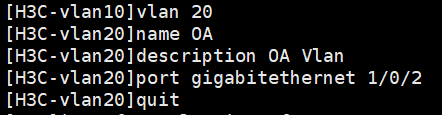 [H3C-vlan10]vlan 20
[H3C-vlan20]name OA
[H3C-vlan20]description OA Vlan
[H3C-vlan20]port gigabitethernet 1/0/2
[H3C-vlan20]quit